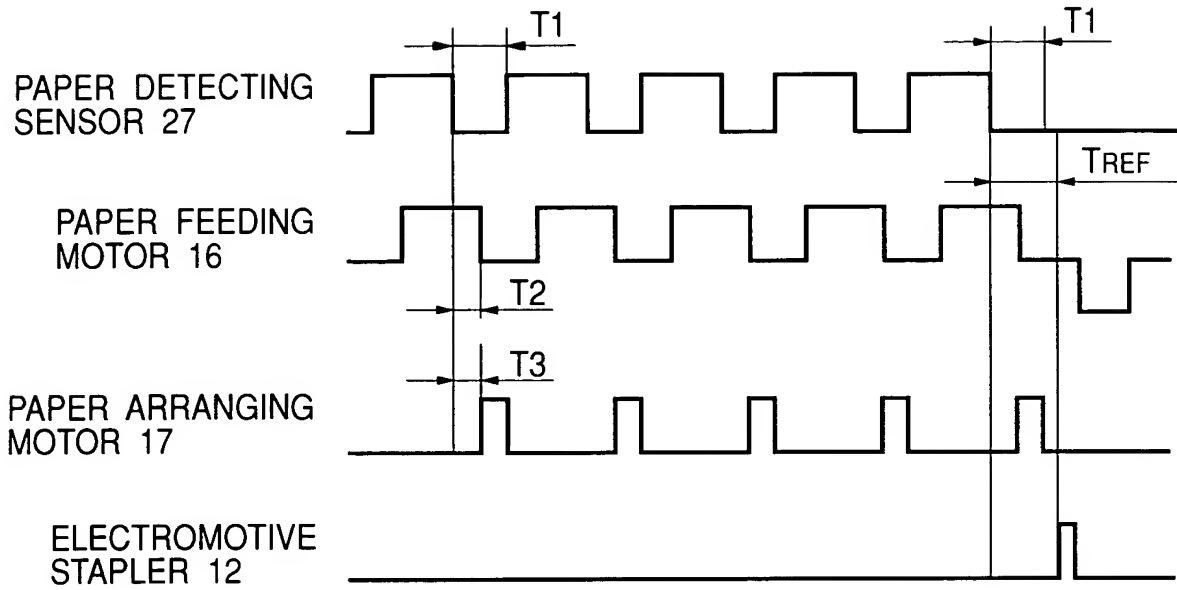 T1
T1
PAPER DETECTING
SENSOR 27
TREF
PAPER FEEDING
MOTOR 16
T2
T3
PAPER ARRANGING
MOTOR 17
ELECTROMOTIVE
STAPLER 12